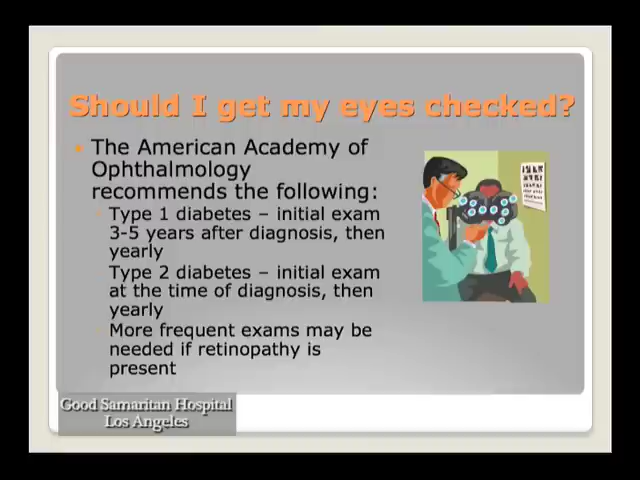 Should I get my eyes checked?
The American Academy of
Ophthalmology
recommends the following:
Type 1 diabetes – initial exam
3-5 years after diagnosis, then
yearly
Type 2 diabetes – initial exam
at the time of diagnosis, then
yearly
More frequent exams may be
needed if retinopathy is
present
Good Samaritan Hospital
Los Angeles